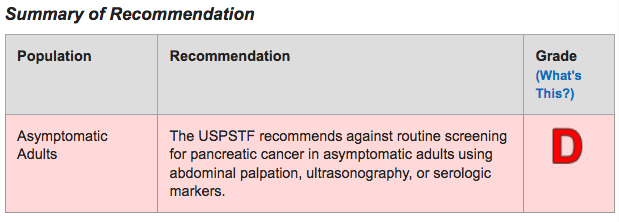 Summary of Recommendation
Population Recommendation Grade
(What's
This?)
Asymptomatic
Adults
The USPSTF recommends against routine screening
for pancreatic cancer in asymptomatic adults using
abdominal palpation, ultrasonography, or serologic
markers.
D